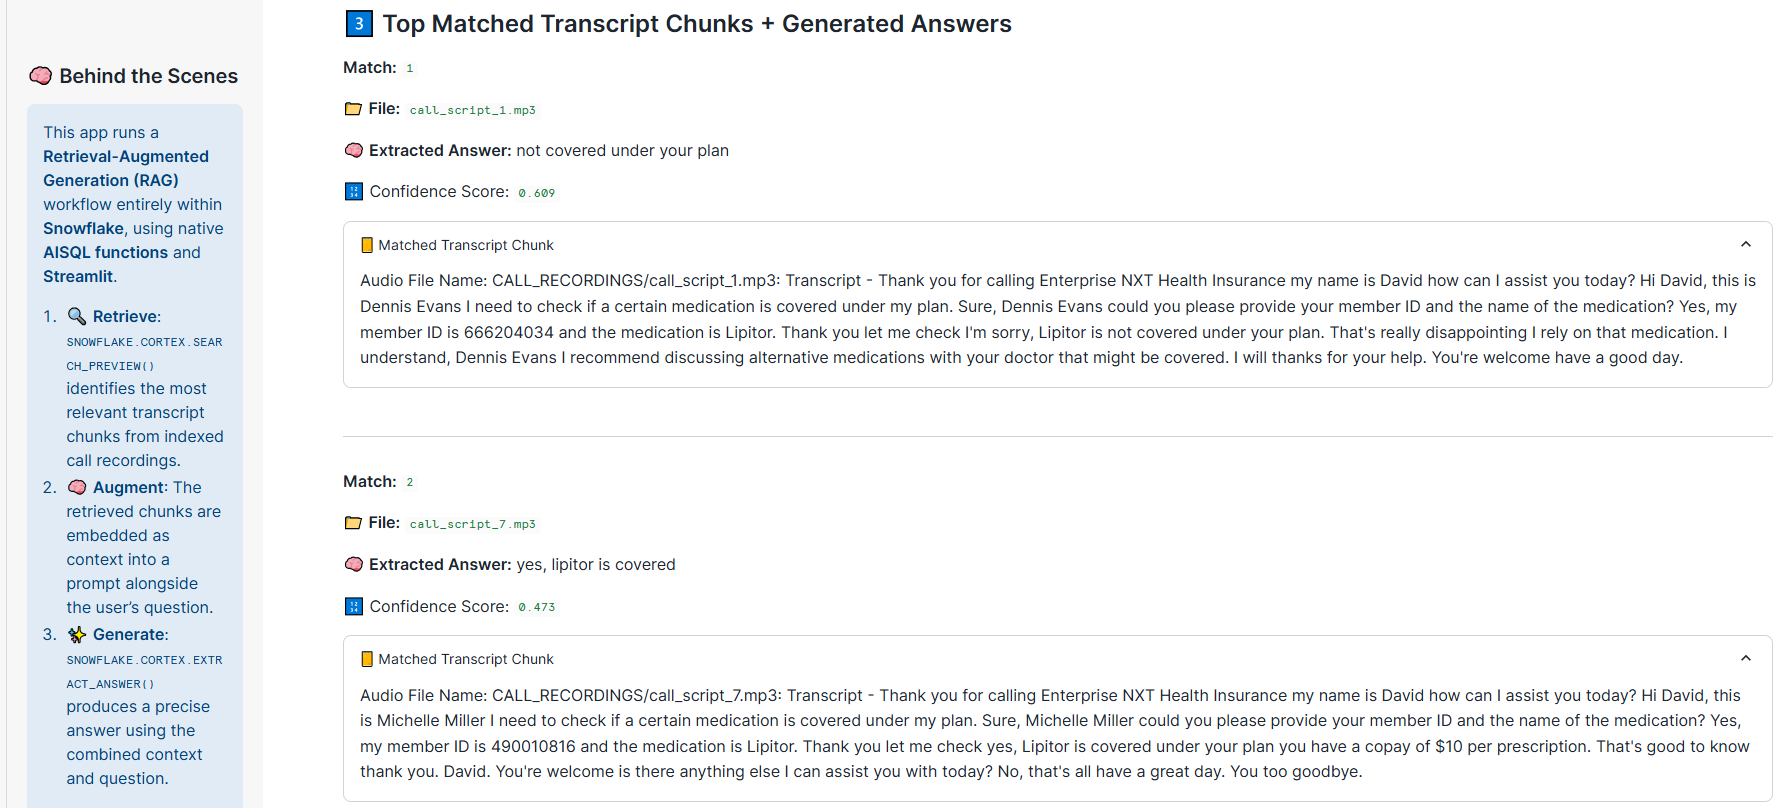 🧠 Behind the Scenes
This app runs a
Retrieval-Augmented
Generation (RAG)
workflow entirely within
Snowflake, using native
AISQL functions and
Streamlit.
1. 🔍 Retrieve:
SNOWFLAKE.CORTEX.SEAR
CH_PREVIEW()
identifies the most
relevant transcript
chunks from indexed
call recordings.
2. 🧠 Augment: The
retrieved chunks are
embedded as
context into a
prompt alongside
the user’s question.
3. ✨ Generate:
SNOWFLAKE.CORTEX.EXTR
ACT_ANSWER()
produces a precise
answer using the
combined context
and question.
3 Top Matched Transcript Chunks + Generated Answers
Match: 1
📁 File: call_script_1.mp3
🧠 Extracted Answer: not covered under your plan
🔢 Confidence Score: 0.609
📙 Matched Transcript Chunk
Audio File Name: CALL_RECORDINGS/call_script_1.mp3: Transcript - Thank you for calling Enterprise NXT Health Insurance my name is David how can I assist you today? Hi David, this is
Dennis Evans I need to check if a certain medication is covered under my plan. Sure, Dennis Evans could you please provide your member ID and the name of the medication? Yes, my
member ID is 666204034 and the medication is Lipitor. Thank you let me check I'm sorry, Lipitor is not covered under your plan. That's really disappointing I rely on that medication. I
understand, Dennis Evans I recommend discussing alternative medications with your doctor that might be covered. I will thanks for your help. You're welcome have a good day.
Match: 2
📁 File: call_script_7.mp3
🧠 Extracted Answer: yes, lipitor is covered
🔢 Confidence Score: 0.473
📙 Matched Transcript Chunk
Audio File Name: CALL_RECORDINGS/call_script_7.mp3: Transcript - Thank you for calling Enterprise NXT Health Insurance my name is David how can I assist you today? Hi David, this
is Michelle Miller I need to check if a certain medication is covered under my plan. Sure, Michelle Miller could you please provide your member ID and the name of the medication? Yes,
my member ID is 490010816 and the medication is Lipitor. Thank you let me check yes, Lipitor is covered under your plan you have a copay of $10 per prescription. That's good to know
thank you. David. You're welcome is there anything else I can assist you with today? No, that's all have a great day. You too goodbye.